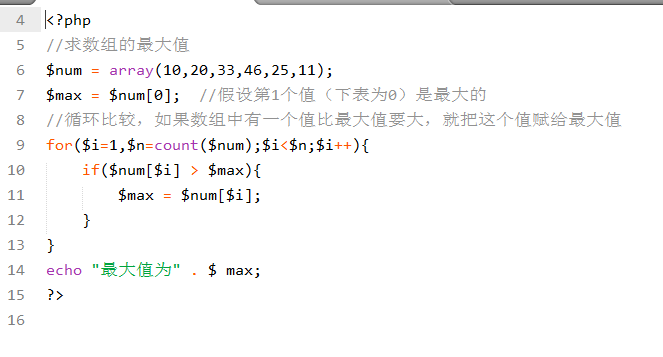 4 <?php
5 //求数组的最大值
6 $num = array(10,20,33,46,25,11);
7 $max = $num[0];  //假设第1个值（下表为0）是最大的
8 //循环比较，如果数组中有一个值比最大值要大，就把这个值赋给最大值
9 for($i=1,$n=count($num);$i<$n;$i++){
10     if($num[$i] > $max){
11         $max = $num[$i];
12     }
13 }
14 echo "最大值为" . $ max;
15 ?>
16